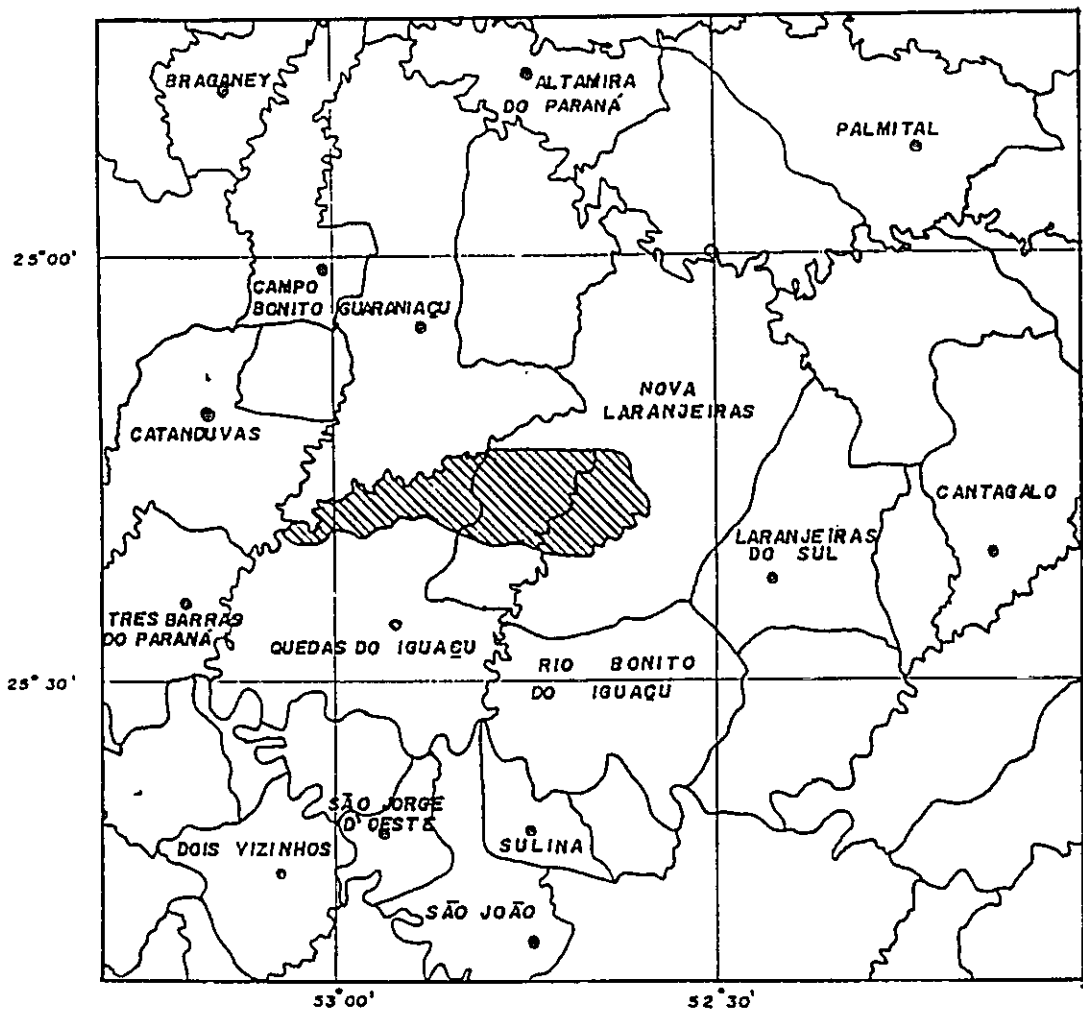 BRAGANEY
ALTAMIRA
DO PARANÁ
PALMITAL
25°00'
CAMPO
BONITO
GUARANIAÇU
NOVA
LARANJEIRAS
CATANDUVAS
CANTAGALO
LARANJEIRAS
DO SUL
TRES BARRAS
DO PARANÁ
QUEDAS DO IGUAÇU
RIO BONITO
DO IGUAÇU
25°30'
SÃO JORGE
D'OESTE
DOIS VIZINHOS
SULINA
SÃO JOÃO
53°00'
52°30'